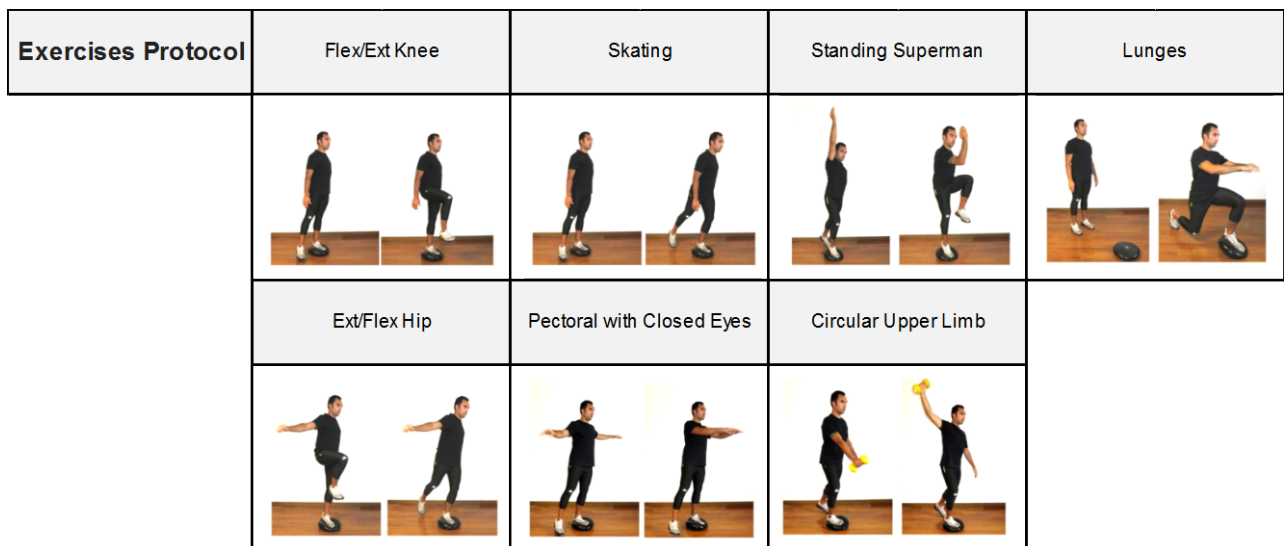 Exercises Protocol
Flex/Ext Knee
Skating
Standing Superman
Lunges
Ext/Flex Hip
Pectoral with Closed Eyes
Circular Upper Limb